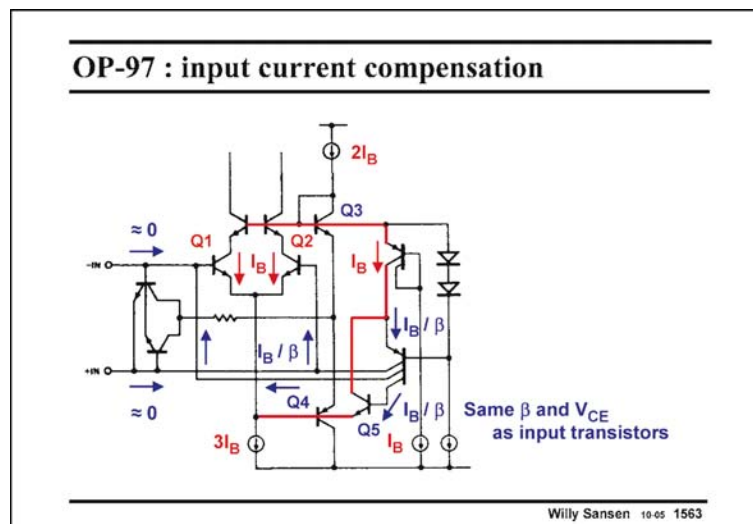 OP-97 : input current compensation
2I_B
Q3
≈ 0
Q1
Q2
I_B
I_B
–IN
I_B / β
I_B / β
+IN
≈ 0
Q4
I_B / β
Q5
3I_B
I_B
Same β and V_CE
as input transistors
Willy Sansen 10-05 1563